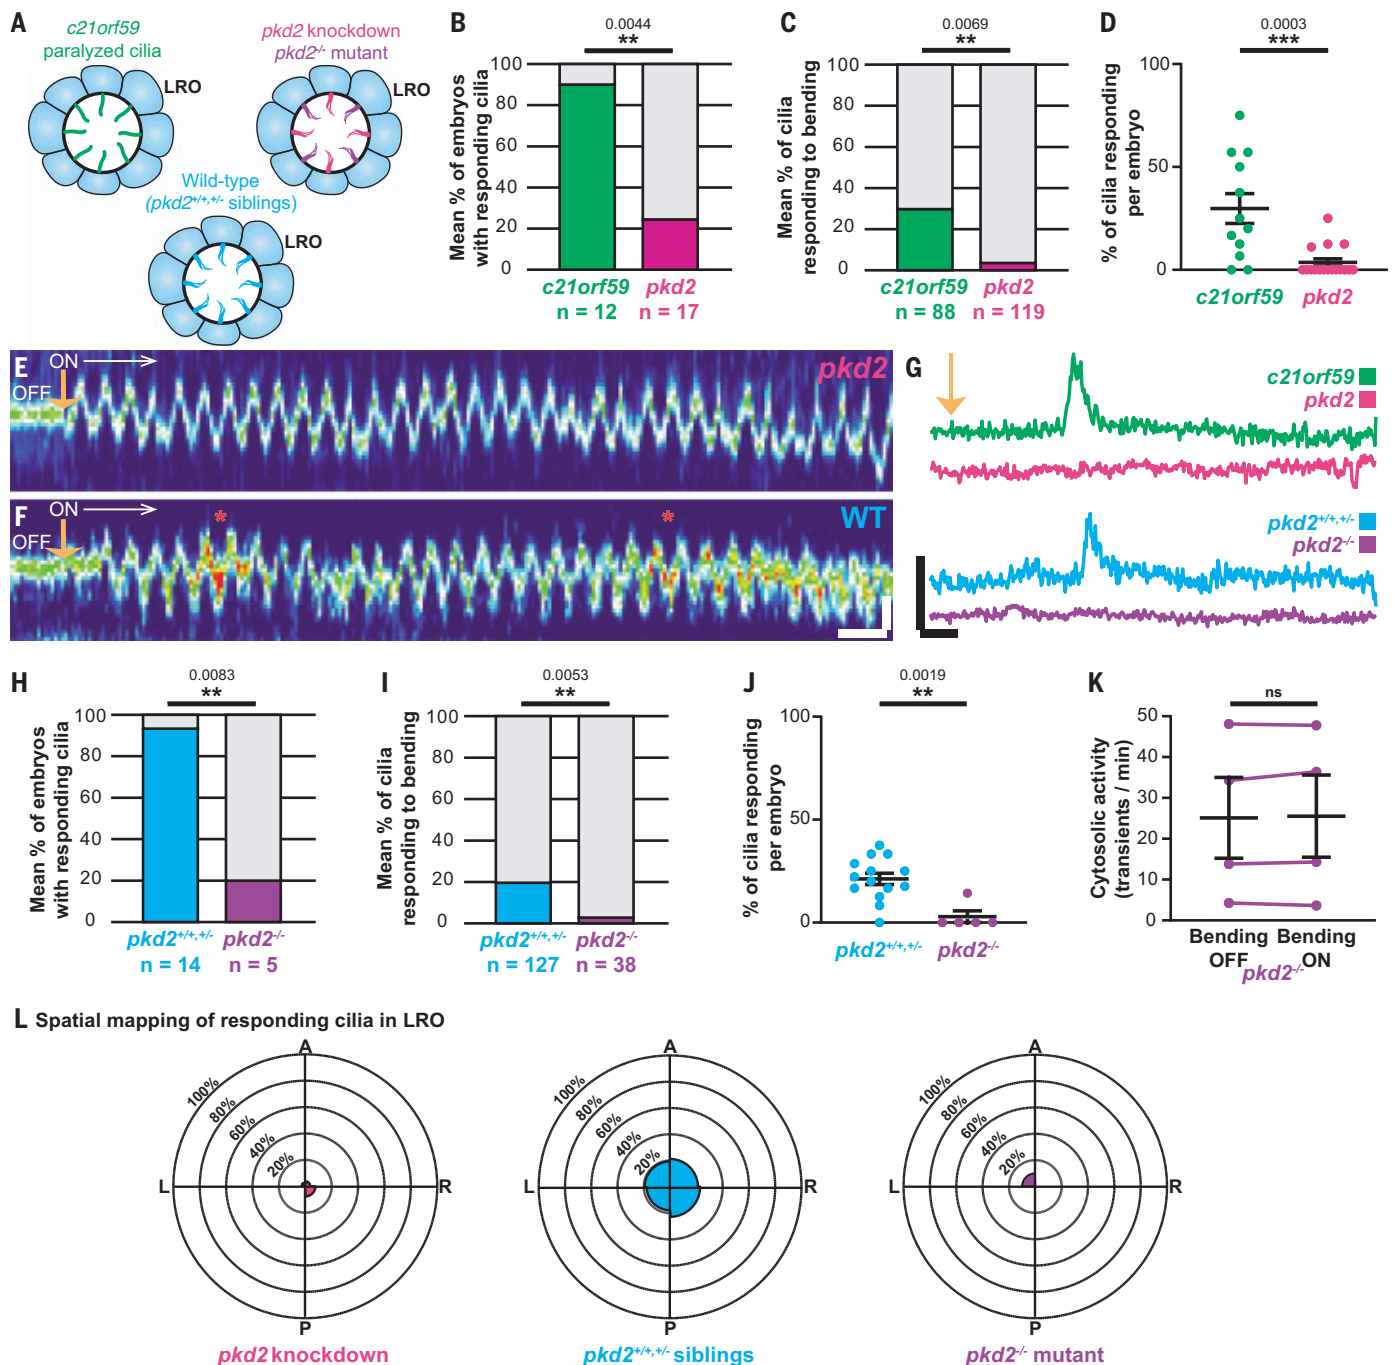 A
c21orf59
paralyzed cilia
LRO
pkd2 knockdown
pkd2-/- mutant
LRO
Wild-type
(pkd2+/+,+/- siblings)
LRO
B
0.0044
**
Mean % of embryos
with responding cilia
100
80
60
40
20
0
c21orf59
n = 12
pkd2
n = 17
C
0.0069
**
Mean % of cilia
responding to bending
100
80
60
40
20
0
c21orf59
n = 88
pkd2
n = 119
D
0.0003
***
% of cilia responding
per embryo
100
50
0
c21orf59
pkd2
E
ON
OFF
pkd2
F
ON
OFF
*
*
WT
G
c21orf59
pkd2
pkd2+/+,+/-
pkd2-/-
H
0.0083
**
Mean % of embryos
with responding cilia
100
80
60
40
20
0
pkd2+/+,+/-
n = 14
pkd2-/-
n = 5
I
0.0053
**
Mean % of cilia
responding to bending
100
80
60
40
20
0
pkd2+/+,+/-
n = 127
pkd2-/-
n = 38
J
0.0019
**
% of cilia responding
per embryo
100
50
0
pkd2+/+,+/-
pkd2-/-
K
ns
Cytosolic activity
(transients / min)
50
40
30
20
10
0
Bending
OFF
Bending
ON
pkd2-/-
L Spatial mapping of responding cilia in LRO
A
100%
80%
60%
40%
20%
L
R
P
pkd2 knockdown
A
100%
80%
60%
40%
20%
L
R
P
pkd2+/+,+/- siblings
A
100%
80%
60%
40%
20%
L
R
P
pkd2-/- mutant